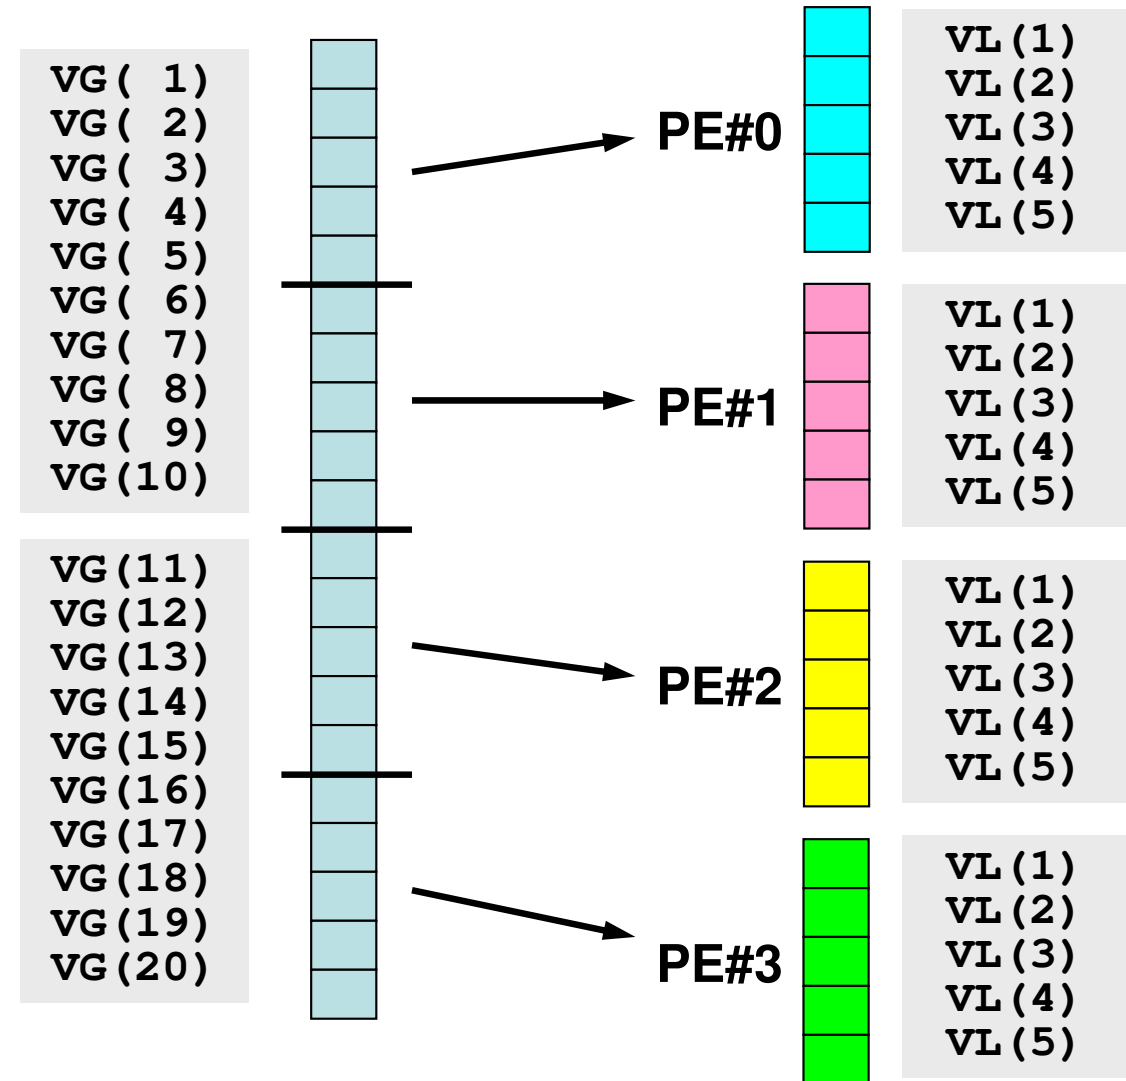 VG( 1)
VG( 2)
VG( 3)
VG( 4)
VG( 5)
VG( 6)
VG( 7)
VG( 8)
VG( 9)
VG(10)
VG(11)
VG(12)
VG(13)
VG(14)
VG(15)
VG(16)
VG(17)
VG(18)
VG(19)
VG(20)
PE#0
VL(1)
VL(2)
VL(3)
VL(4)
VL(5)
PE#1
VL(1)
VL(2)
VL(3)
VL(4)
VL(5)
PE#2
VL(1)
VL(2)
VL(3)
VL(4)
VL(5)
PE#3
VL(1)
VL(2)
VL(3)
VL(4)
VL(5)